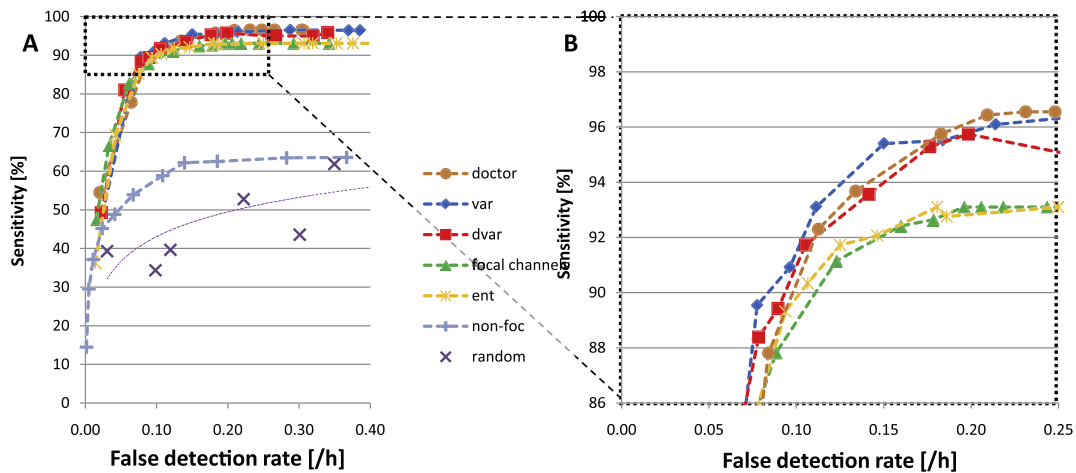 A
Sensitivity [%]
100
90
80
70
60
50
40
30
20
10
0
0.00 0.10 0.20 0.30 0.40
False detection rate [/h]
doctor
var
dvar
focal channel
ent
non-foc
random
B
Sensitivity [%]
100
98
96
94
92
90
88
86
0.00 0.05 0.10 0.15 0.20 0.25
False detection rate [/h]